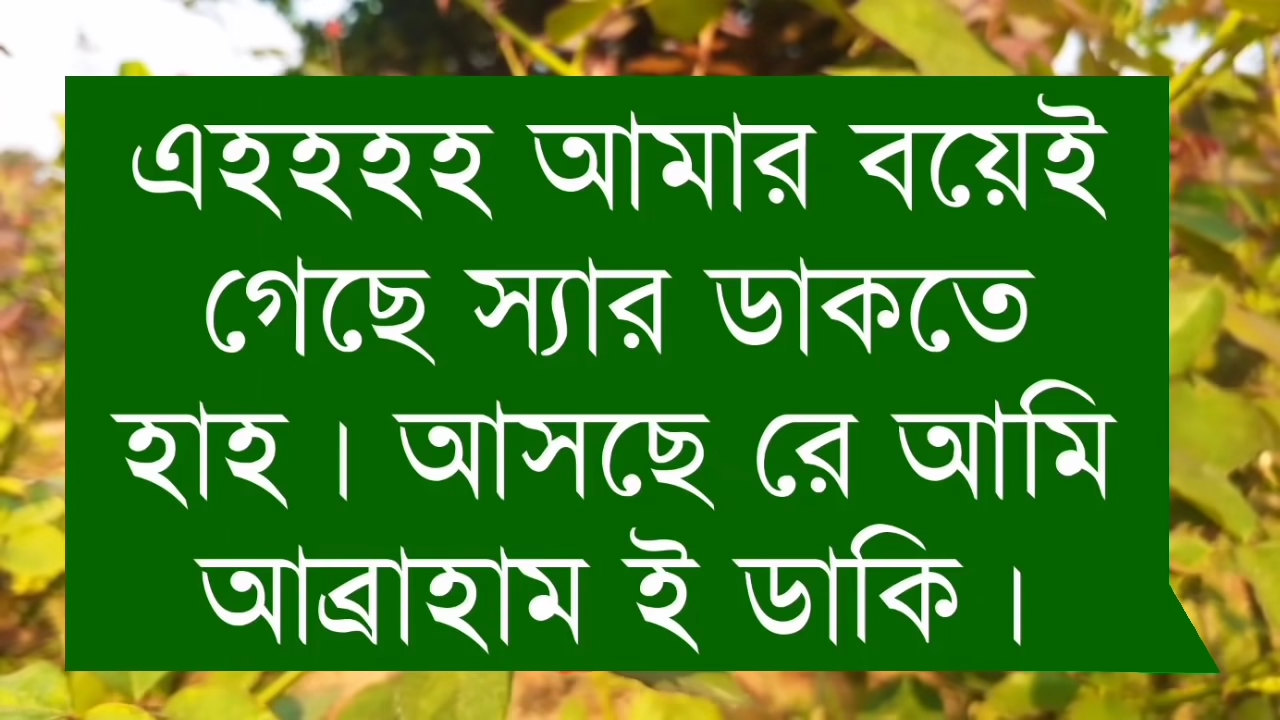 এহহহহ আমার বয়েই
গেছে স্যার ডাকতে
হাহ । আসছে রে আমি
আব্রাহাম ই ডাকি ।